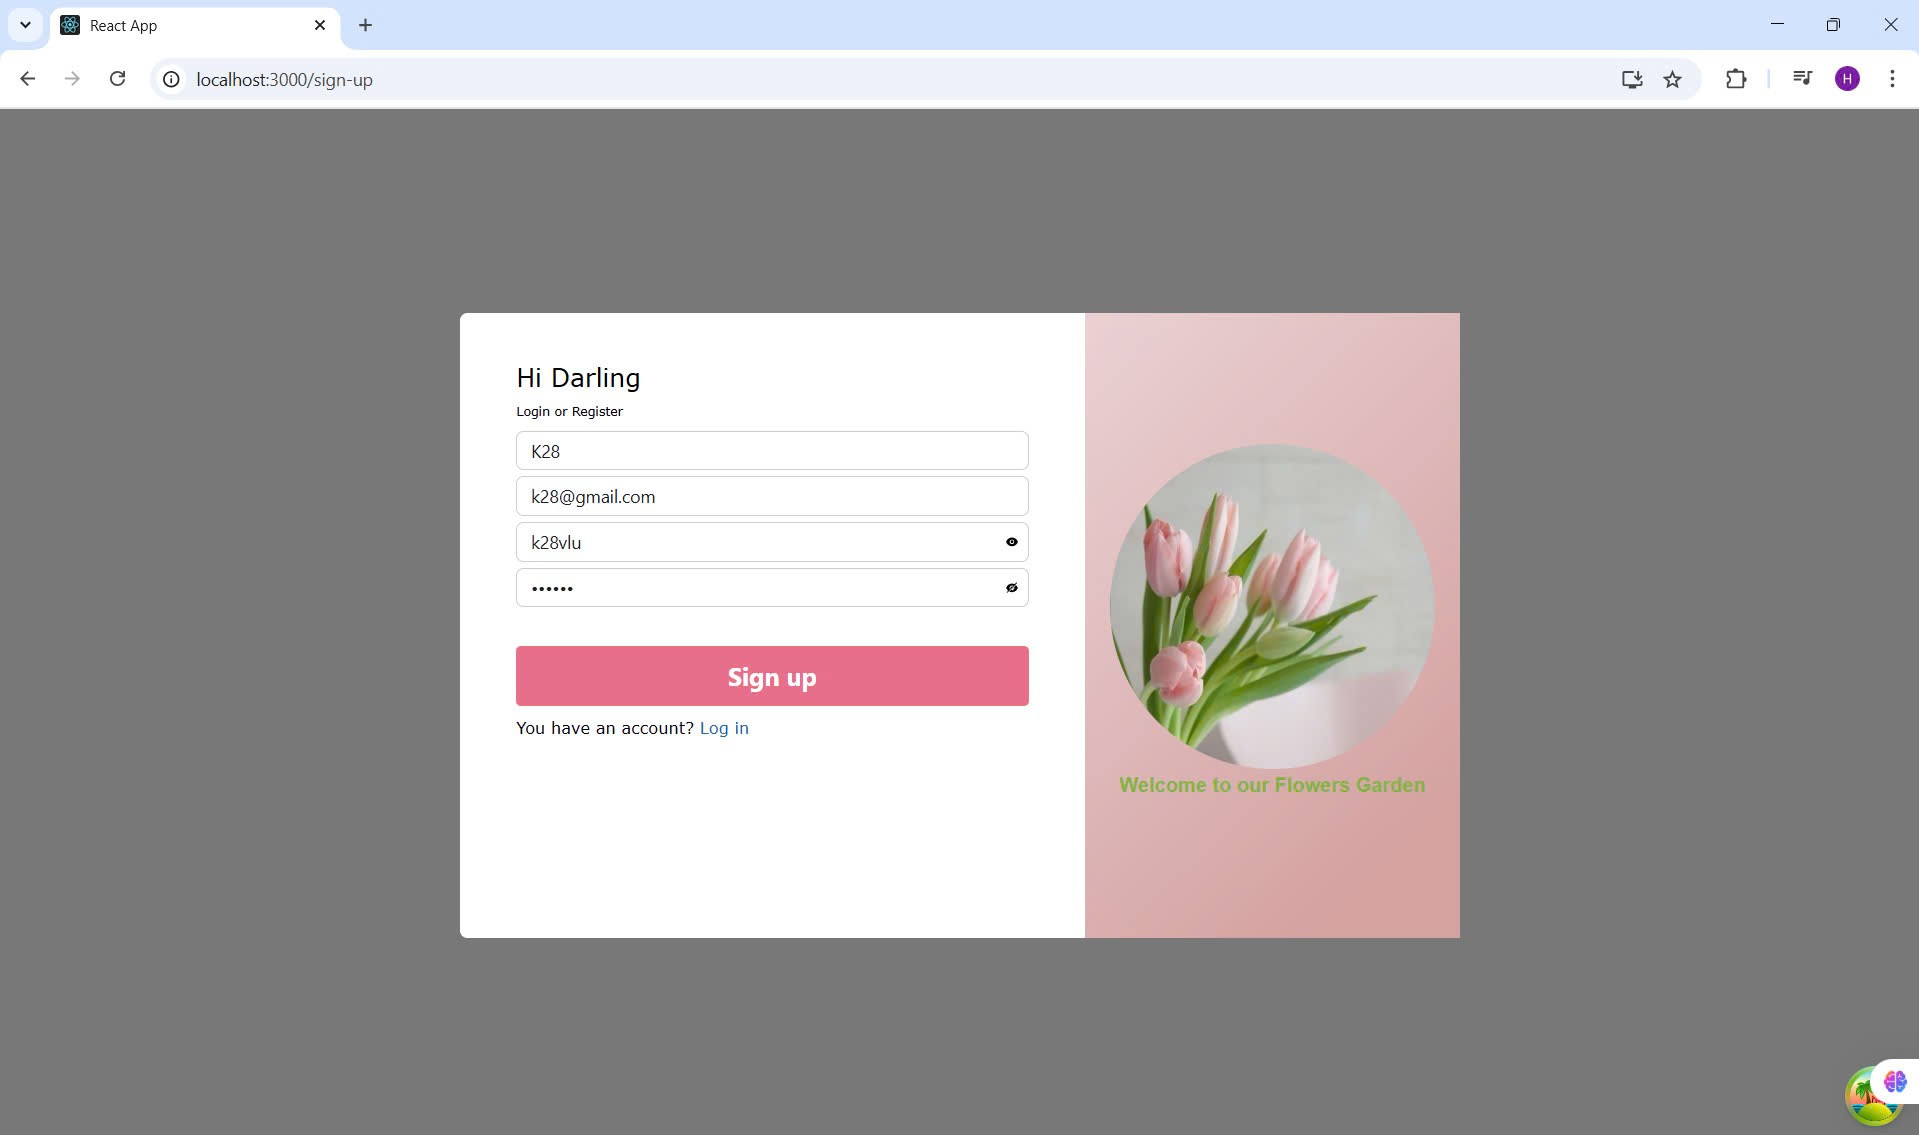 React App
localhost:3000/sign-up
H
Hi Darling
Login or Register
K28
k28@gmail.com
k28vlu
••••••
Sign up
You have an account? Log in
Welcome to our Flowers Garden